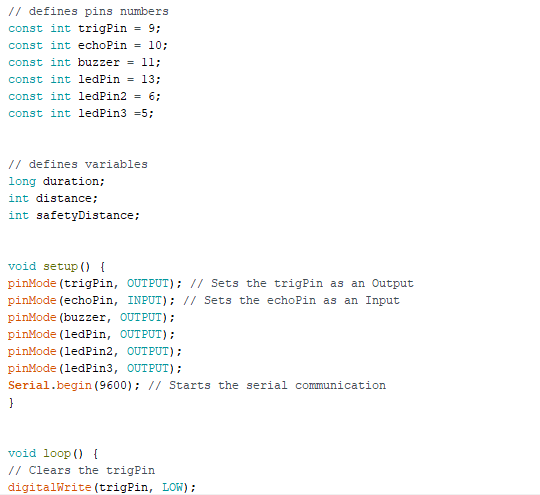 // defines pins numbers
const int trigPin = 9;
const int echoPin = 10;
const int buzzer = 11;
const int ledPin = 13;
const int ledPin2 = 6;
const int ledPin3 =5;
// defines variables
long duration;
int distance;
int safetyDistance;
void setup() {
pinMode(trigPin, OUTPUT); // Sets the trigPin as an Output
pinMode(echoPin, INPUT); // Sets the echoPin as an Input
pinMode(buzzer, OUTPUT);
pinMode(ledPin, OUTPUT);
pinMode(ledPin2, OUTPUT);
pinMode(ledPin3, OUTPUT);
Serial.begin(9600); // Starts the serial communication
}
void loop() {
// Clears the trigPin
digitalWrite(trigPin, LOW);